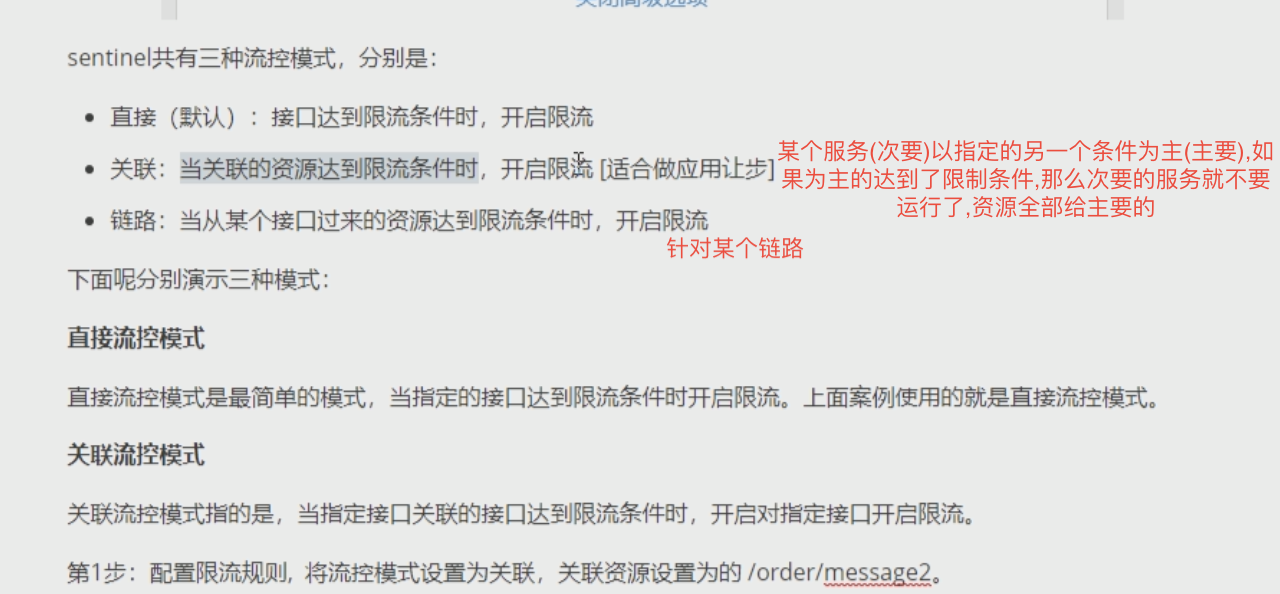 关闭高级选项
sentinel共有三种流控模式，分别是：
直接（默认）：接口达到限流条件时，开启限流
关联：当关联的资源达到限流条件时，开启限流 [适合做应用让步]
某个服务(次要)以指定的另一个条件为主(主要),如
果为主的达到了限制条件,那么次要的服务就不要
运行了,资源全部给主要的
链路：当从某个接口过来的资源达到限流条件时，开启限流
针对某个链路
下面呢分别演示三种模式：
直接流控模式
直接流控模式是最简单的模式，当指定的接口达到限流条件时开启限流。上面案例使用的就是直接流控模式。
关联流控模式
关联流控模式指的是，当指定接口关联的接口达到限流条件时，开启对指定接口开启限流。
第1步：配置限流规则, 将流控模式设置为关联，关联资源设置为的 /order/message2。